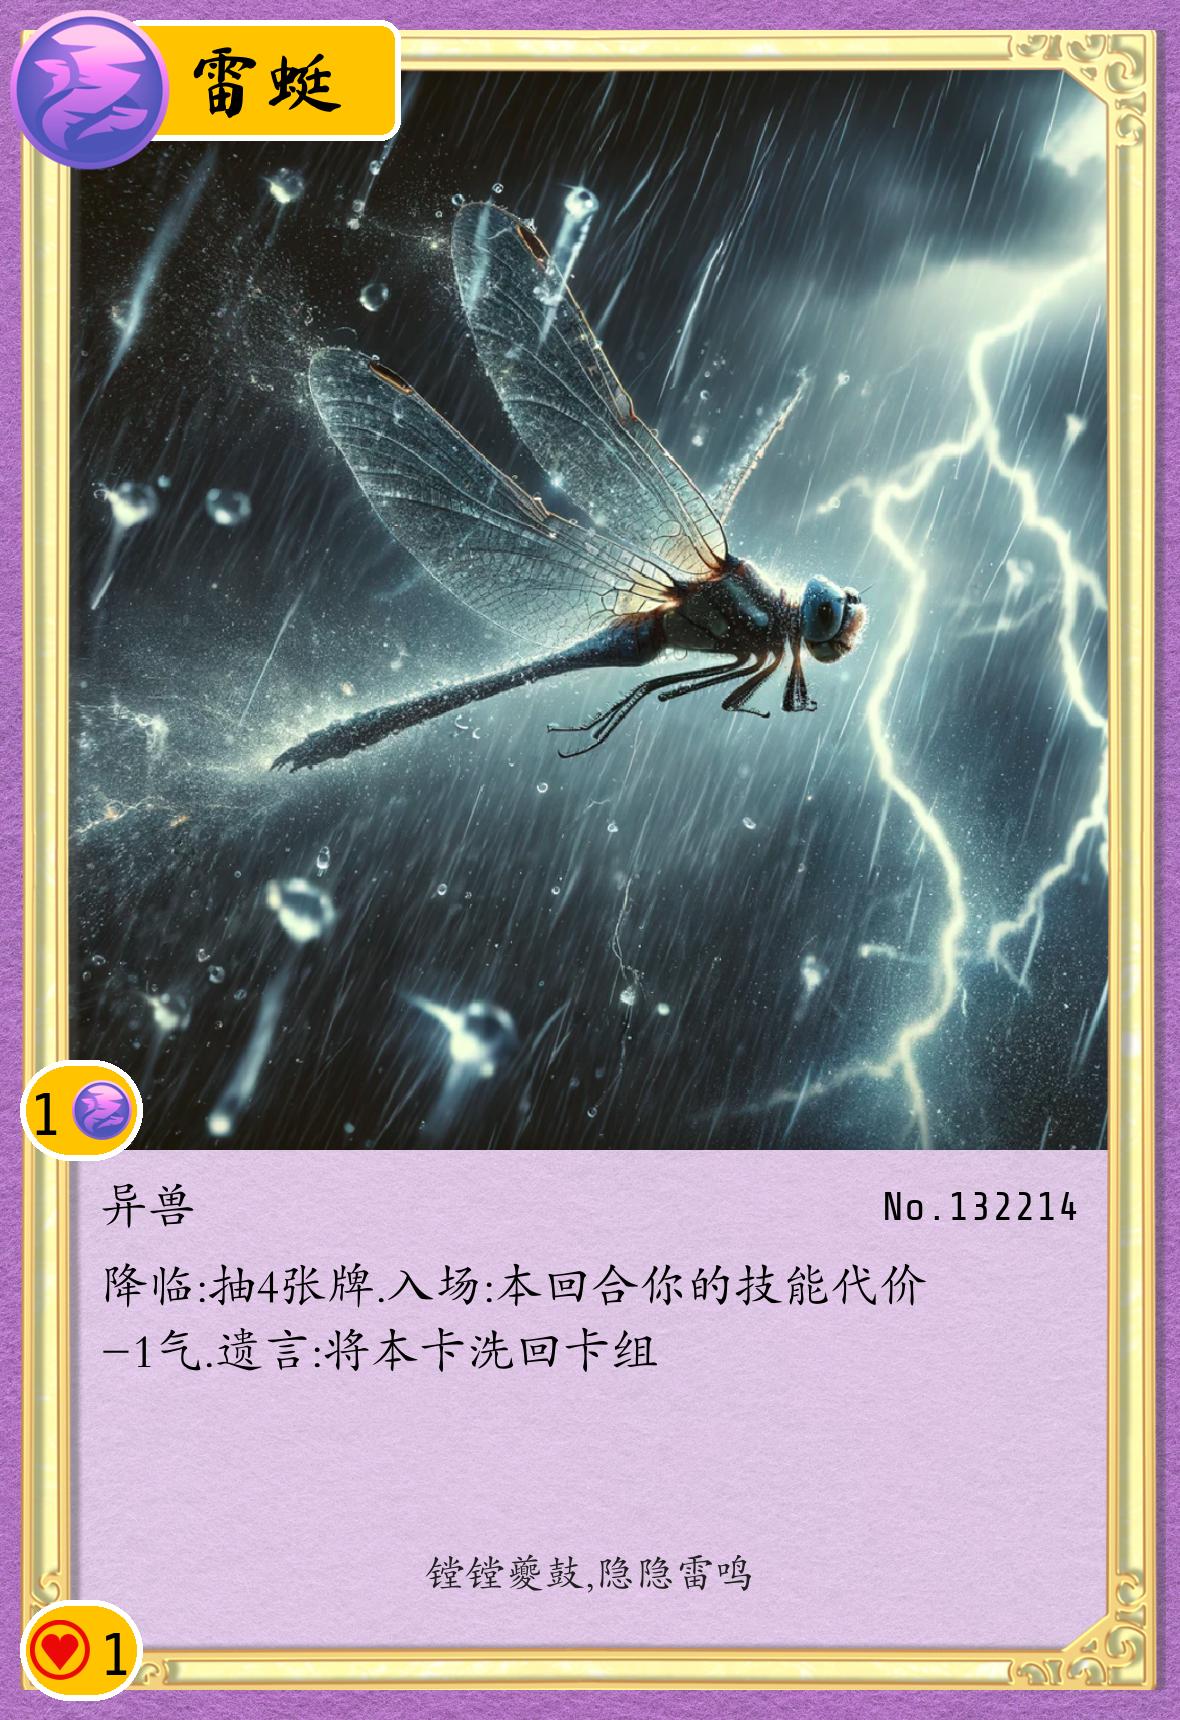 雷蜓
1
异兽
No.132214
降临:抽4张牌.入场:本回合你的技能代价
-1气.遗言:将本卡洗回卡组
镗镗夔鼓,隐隐雷鸣
1